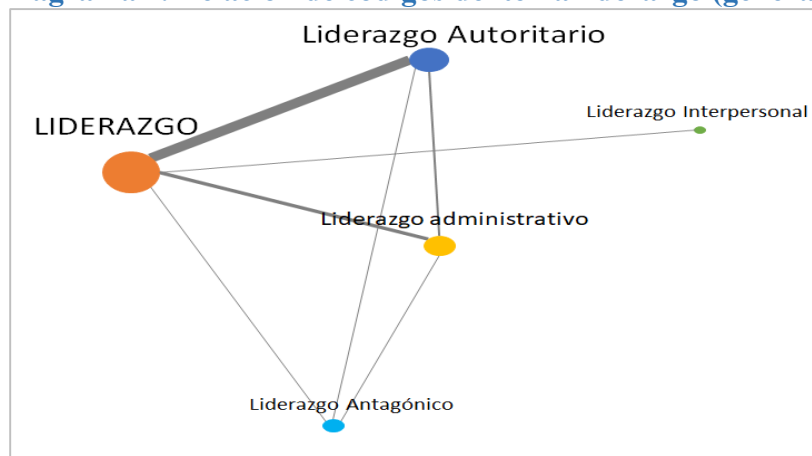 Liderazgo Autoritario
Liderazgo Interpersonal
LIDERAZGO
Liderazgo administrativo
Liderazgo Antagónico